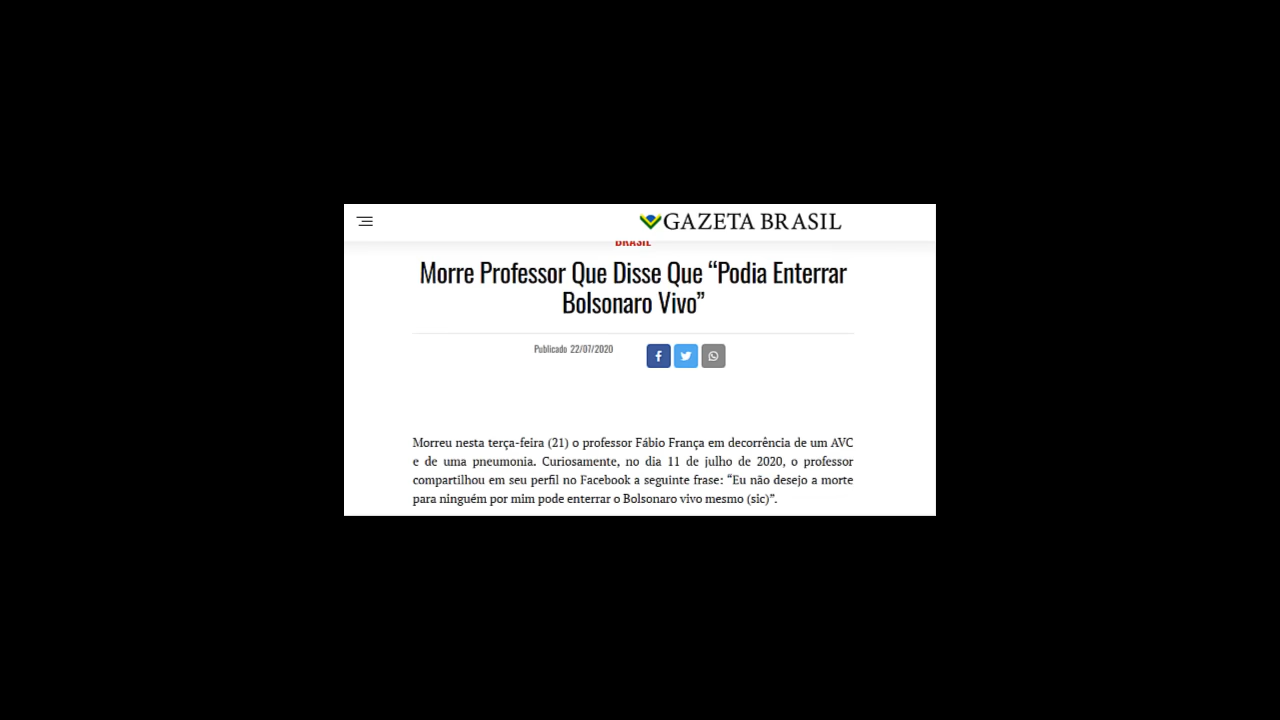 GAZETA BRASIL
BRASIL
Morre Professor Que Disse Que “Podia Enterrar
Bolsonaro Vivo”
Publicado 22/07/2020
Morreu nesta terça-feira (21) o professor Fábio França em decorrência de um AVC
e de uma pneumonia. Curiosamente, no dia 11 de julho de 2020, o professor
compartilhou em seu perfil no Facebook a seguinte frase: “Eu não desejo a morte
para ninguém por mim pode enterrar o Bolsonaro vivo mesmo (sic)”.